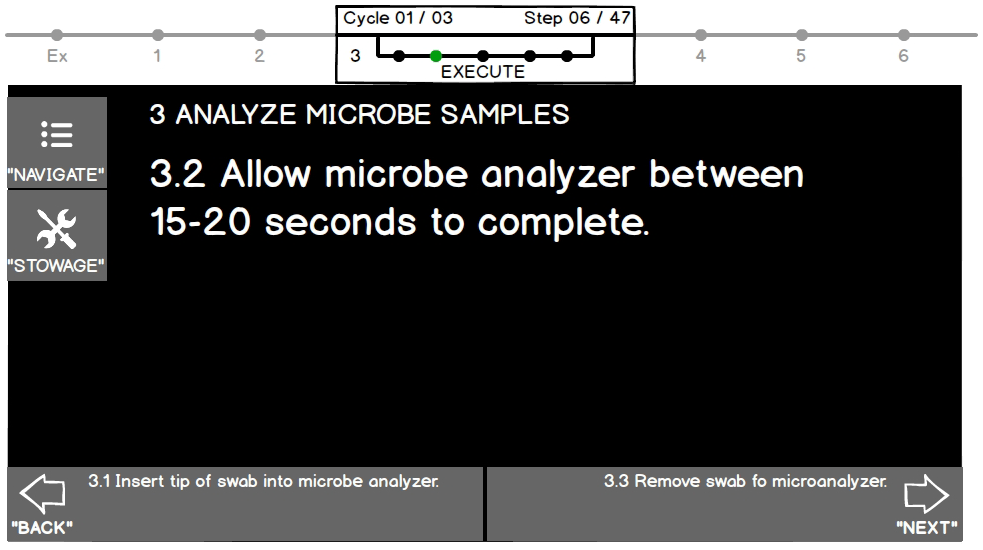 Cycle 01 / 03 Step 06 / 47
Ex 1 2 3 4 5 6
EXECUTE
3 ANALYZE MICROBE SAMPLES
"NAVIGATE"
3.2 Allow microbe analyzer between
15-20 seconds to complete.
"STOWAGE"
3.1 Insert tip of swab into microbe analyzer.
"BACK"
3.3 Remove swab fo microanalyzer.
"NEXT"